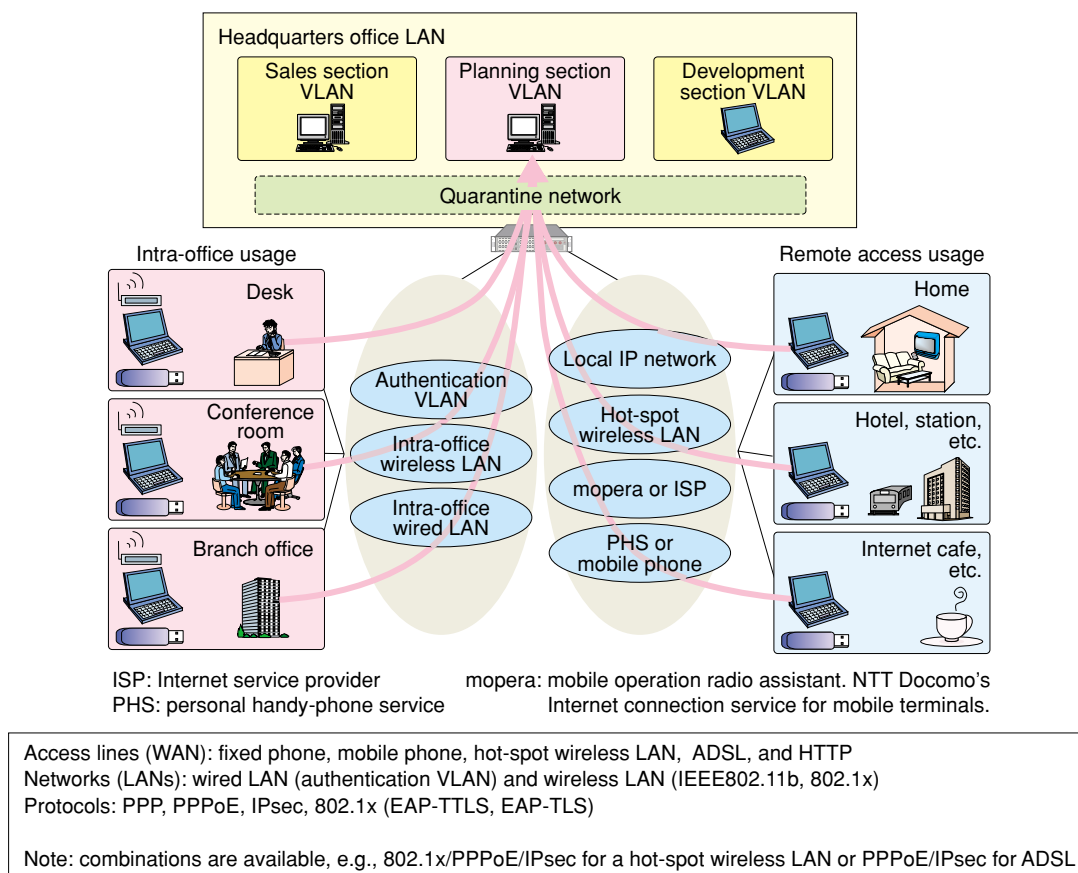 Headquarters office LAN
Sales section
VLAN
Planning section
VLAN
Development
section VLAN
Quarantine network
Intra-office usage
Desk
Conference
room
Branch office
Authentication
VLAN
Intra-office
wireless LAN
Intra-office
wired LAN
Local IP network
Hot-spot
wireless LAN
mopera or ISP
PHS or
mobile phone
Remote access usage
Home
Hotel, station,
etc.
Internet cafe,
etc.
ISP: Internet service provider
PHS: personal handy-phone service
mopera: mobile operation radio assistant. NTT Docomo's
Internet connection service for mobile terminals.
Access lines (WAN): fixed phone, mobile phone, hot-spot wireless LAN, ADSL, and HTTP
Networks (LANs): wired LAN (authentication VLAN) and wireless LAN (IEEE802.11b, 802.1x)
Protocols: PPP, PPPoE, IPsec, 802.1x (EAP-TTLS, EAP-TLS)
Note: combinations are available, e.g., 802.1x/PPPoE/IPsec for a hot-spot wireless LAN or PPPoE/IPsec for ADSL